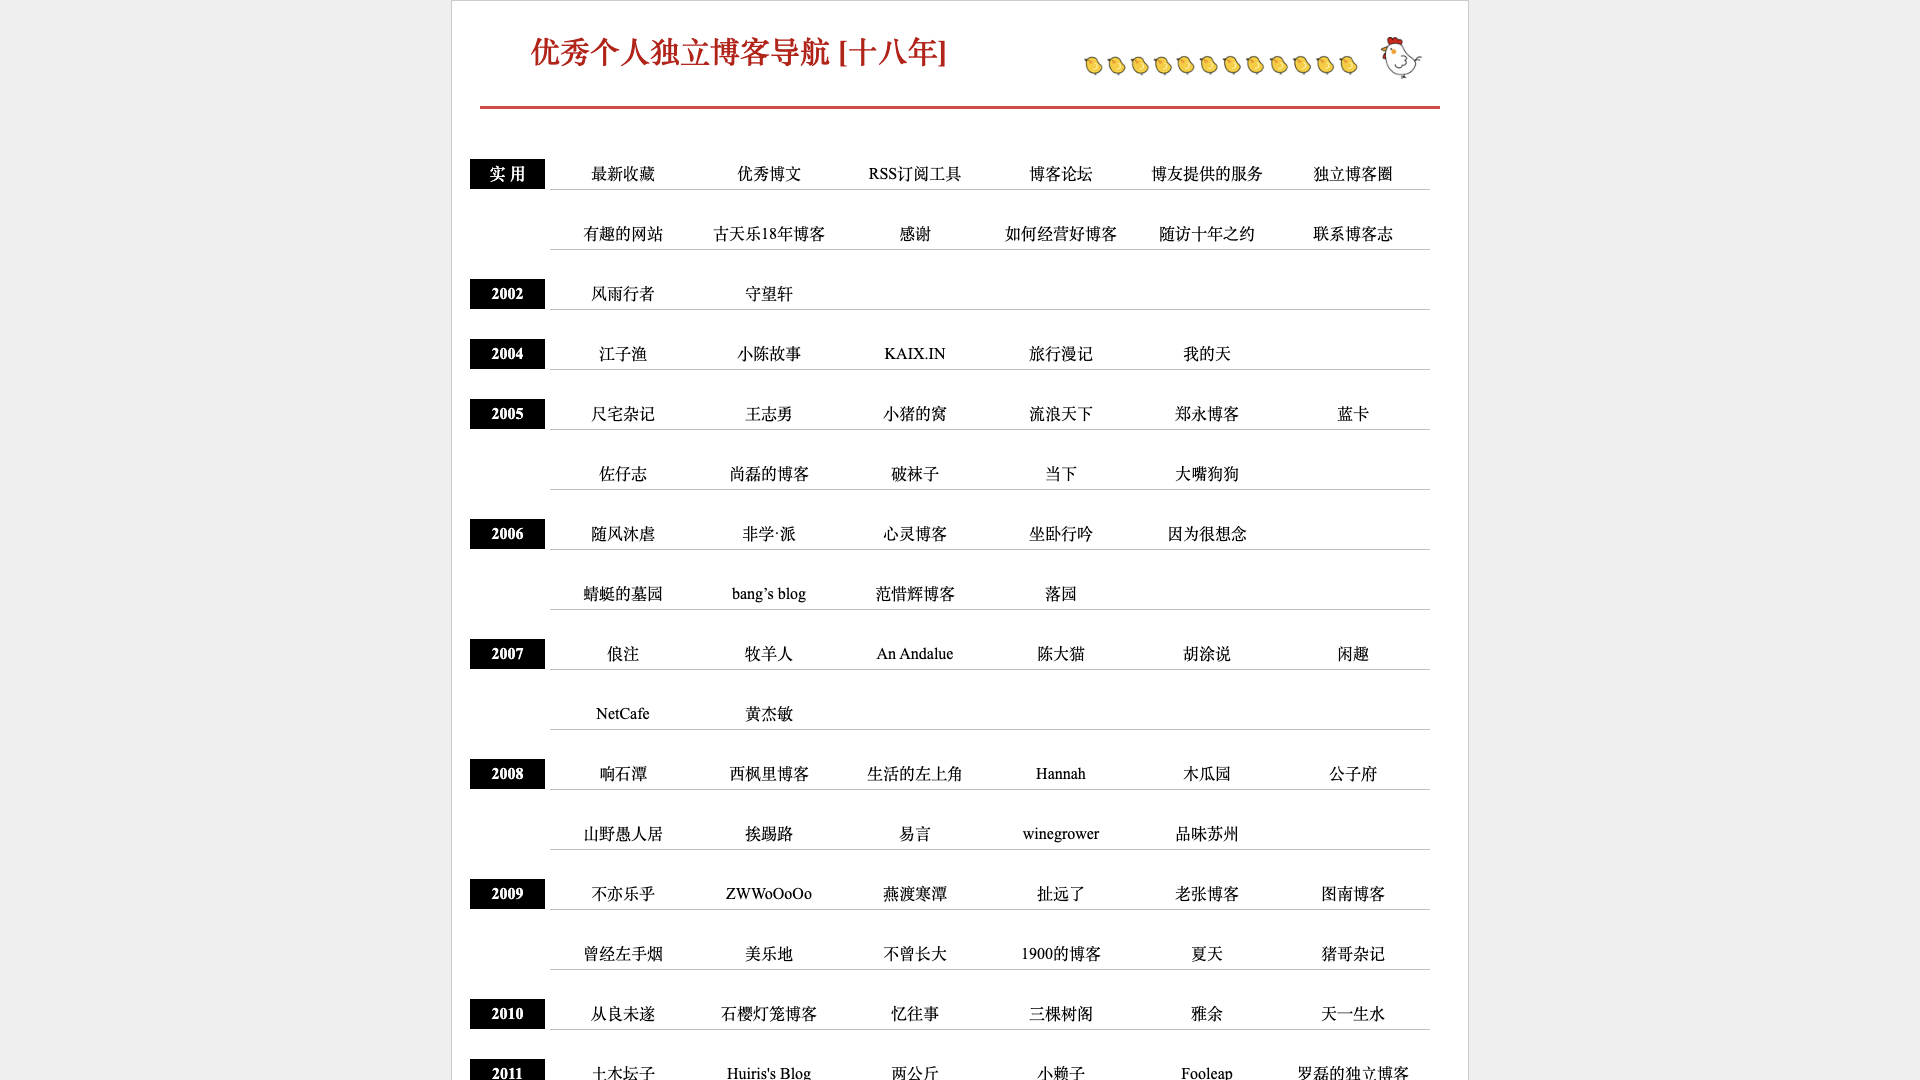 优秀个人独立博客导航 [十八年]
实 用 最新收藏 优秀博文 RSS订阅工具 博客论坛 博友提供的服务 独立博客圈
有趣的网站 古天乐18年博客 感谢 如何经营好博客 随访十年之约 联系博客志
2002 风雨行者 守望轩
2004 江子渔 小陈故事 KAIX.IN 旅行漫记 我的天
2005 尺宅杂记 王志勇 小猪的窝 流浪天下 郑永博客 蓝卡
佐仔志 尚磊的博客 破袜子 当下 大嘴狗狗
2006 随风沐虐 非学·派 心灵博客 坐卧行吟 因为很想念
蜻蜓的墓园 bang’s blog 范惜辉博客 落园
2007 俍注 牧羊人 An Andalue 陈大猫 胡涂说 闲趣
NetCafe 黄杰敏
2008 响石潭 西枫里博客 生活的左上角 Hannah 木瓜园 公子府
山野愚人居 挨踢路 易言 winegrower 品味苏州
2009 不亦乐乎 ZWWoOoOo 燕渡寒潭 扯远了 老张博客 图南博客
曾经左手烟 美乐地 不曾长大 1900的博客 夏天 猪哥杂记
2010 从良未遂 石樱灯笼博客 忆往事 三棵树阁 雅余 天一生水
2011 土木坛子 Huiris's Blog 两公斤 小赖子 Fooleap 罗磊的独立博客